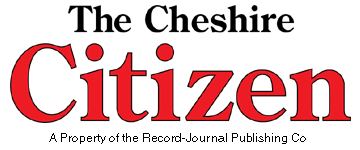 The Cheshire
Citizen
A Property of the Record-Journal Publishing Co